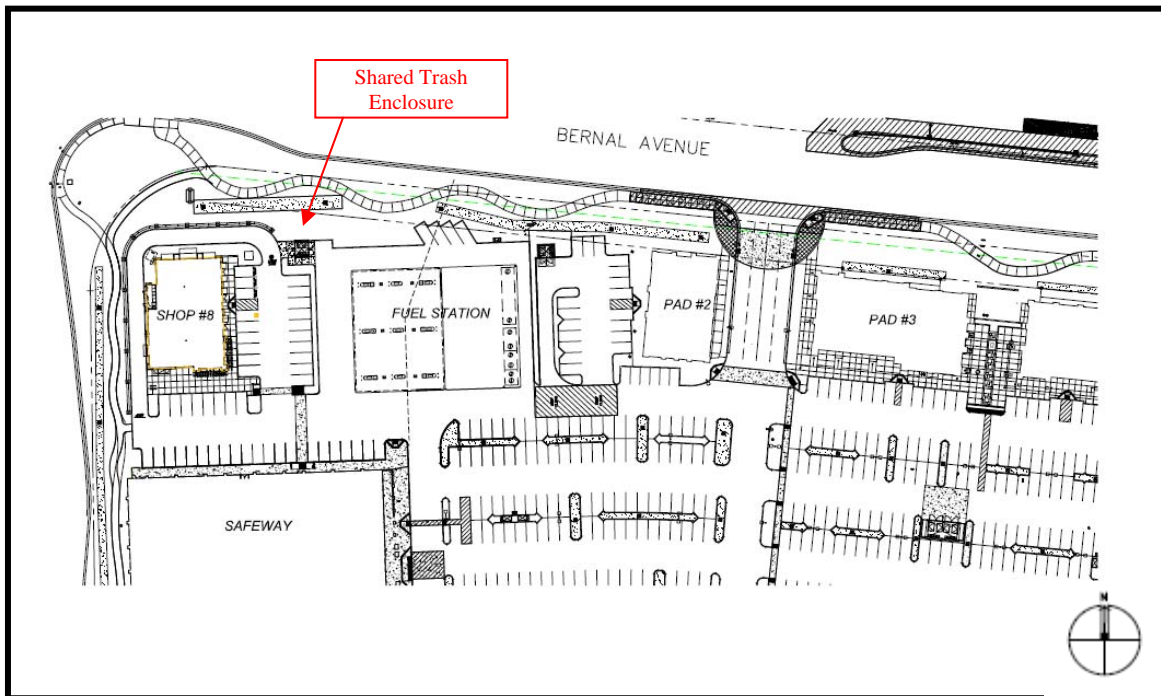 Shared Trash
Enclosure
BERNAL AVENUE
SHOP #8
FUEL STATION
PAD #2
PAD #3
SAFEWAY
N